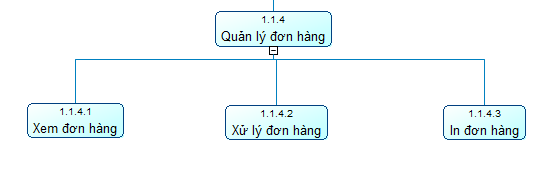 1.1.4
Quản lý đơn hàng
1.1.4.1
Xem đơn hàng
1.1.4.2
Xử lý đơn hàng
1.1.4.3
In đơn hàng